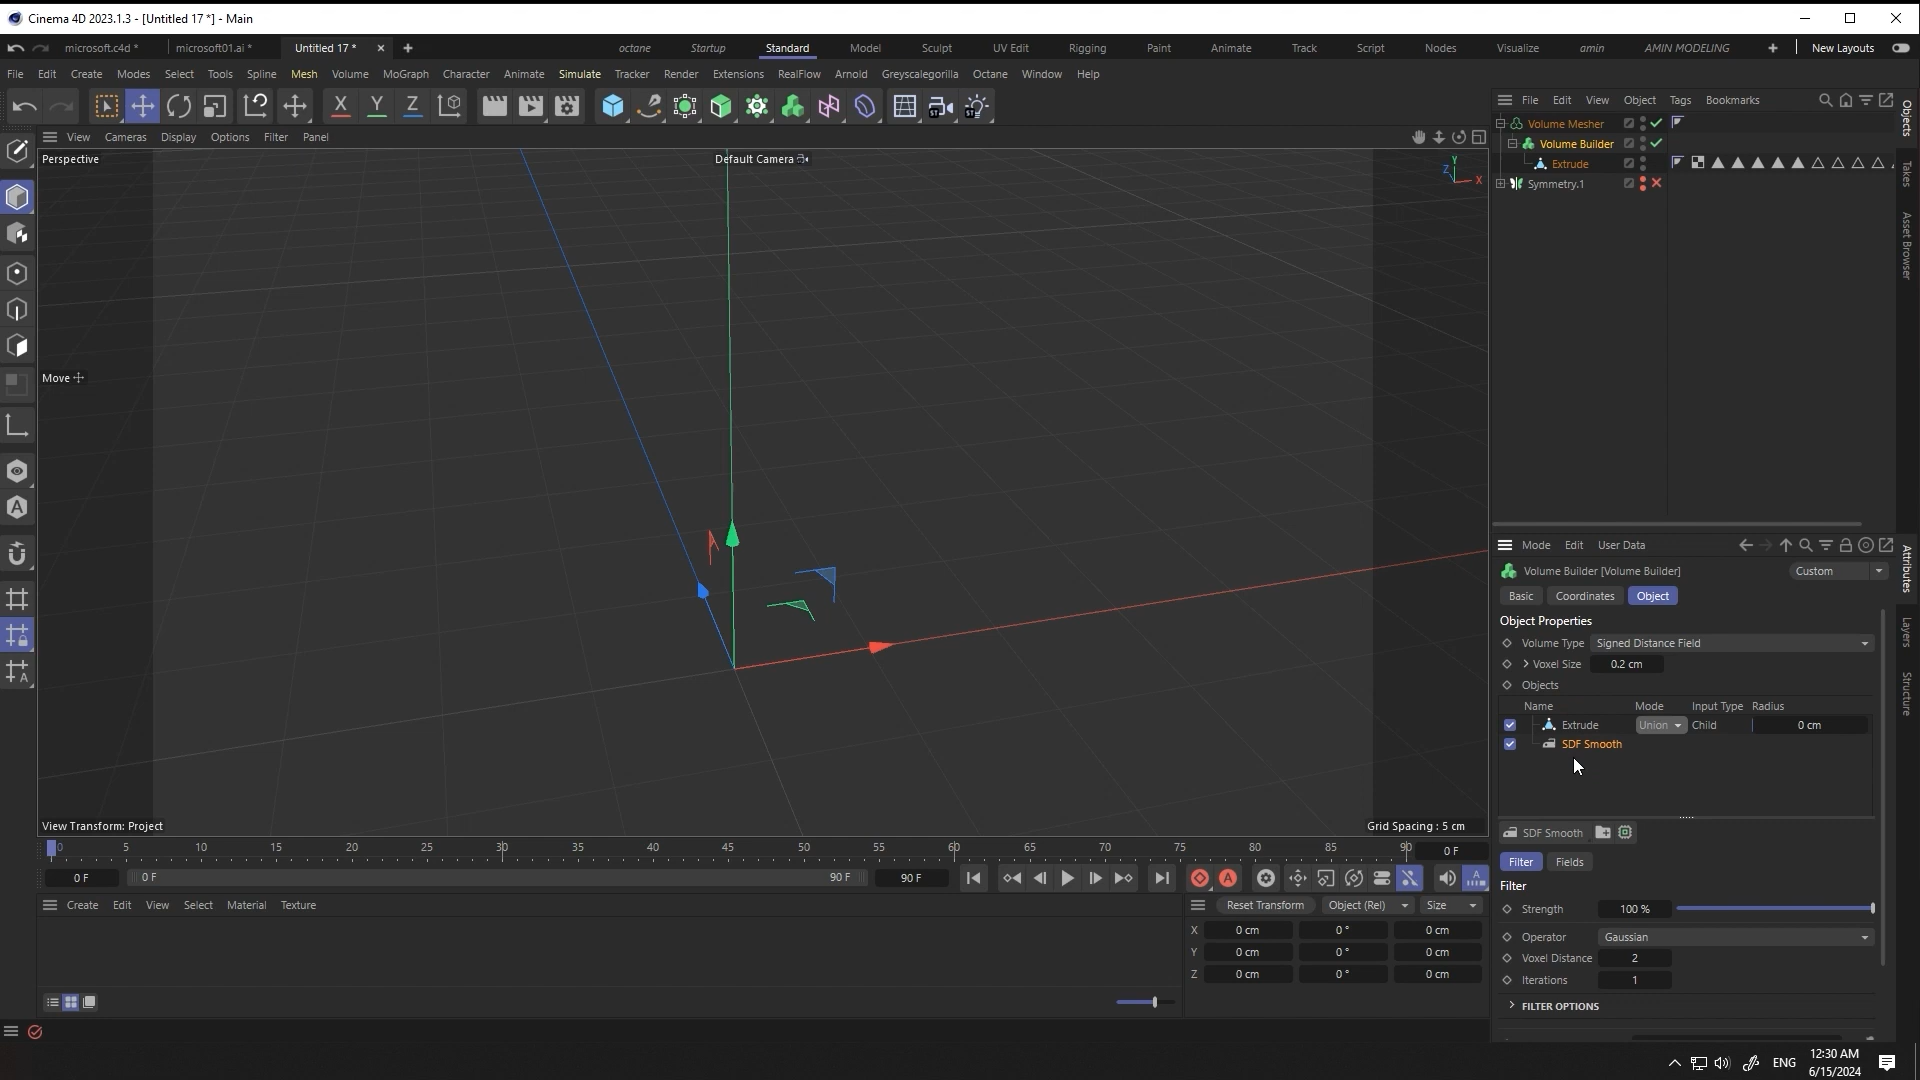 Cinema 4D 2023.1.3 - [Untitled 17 *] - Main
microsoft.c4d * microsoft01.ai * Untitled 17 * octane Startup Standard Model Sculpt UV Edit Rigging Paint Animate Track Script Nodes Visualize amin AMIN MODELING New Layouts
File Edit Create Modes Select Tools Spline Mesh Volume MoGraph Character Animate Simulate Tracker Render Extensions RealFlow Arnold Greyscalegorilla Octane Window Help
X Y Z
View Cameras Display Options Filter Panel
Perspective
Default Camera
Y
Z X
Move
View Transform: Project
Grid Spacing : 5 cm
File Edit View Object Tags Bookmarks
Volume Mesher
Volume Builder
Extrude
Symmetry.1
Objects
Takes
Asset Browser
Mode Edit User Data
Volume Builder [Volume Builder] Custom
Basic Coordinates Object
Object Properties
Volume Type Signed Distance Field
Voxel Size 0.2 cm
Objects
Name Mode Input Type Radius
Extrude Union Child 0 cm
SDF Smooth
SDF Smooth
Filter Fields
Filter
Strength 100 %
Operator Gaussian
Voxel Distance 2
Iterations 1
FILTER OPTIONS
Attributes
Layers
Structure
0 5 10 15 20 25 30 35 40 45 50 55 60 65 70 75 80 85 90 0 F
0 F 0 F 90 F 90 F
Create Edit View Select Material Texture
Reset Transform Object (Rel) Size
X 0 cm 0 ° 0 cm
Y 0 cm 0 ° 0 cm
Z 0 cm 0 ° 0 cm
ENG
12:30 AM
6/15/2024